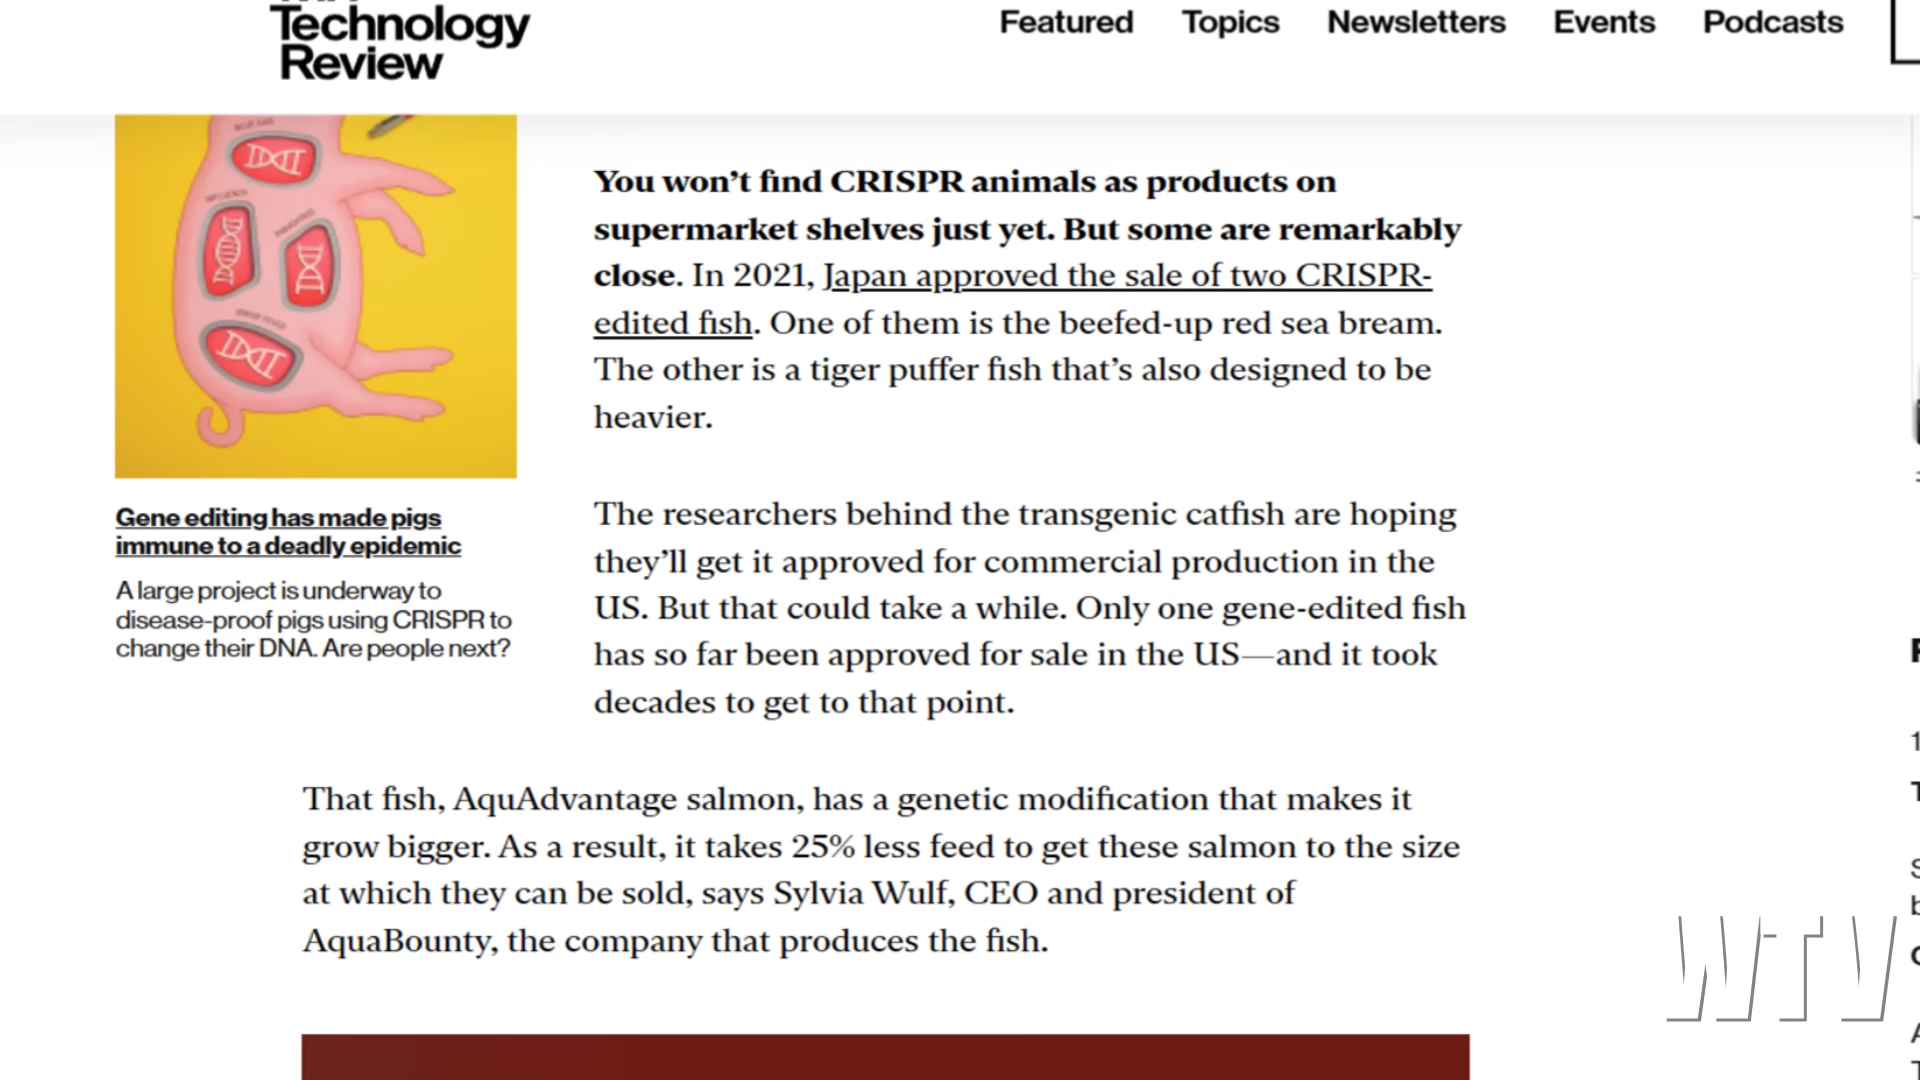 Technology
Review
Featured
Topics
Newsletters
Events
Podcasts
You won’t find CRISPR animals as products on
supermarket shelves just yet. But some are remarkably
close. In 2021, Japan approved the sale of two CRISPR-
edited fish. One of them is the beefed-up red sea bream.
The other is a tiger puffer fish that’s also designed to be
heavier.
Gene editing has made pigs
immune to a deadly epidemic
A large project is underway to
disease-proof pigs using CRISPR to
change their DNA. Are people next?
The researchers behind the transgenic catfish are hoping
they’ll get it approved for commercial production in the
US. But that could take a while. Only one gene-edited fish
has so far been approved for sale in the US—and it took
decades to get to that point.
That fish, AquAdvantage salmon, has a genetic modification that makes it
grow bigger. As a result, it takes 25% less feed to get these salmon to the size
at which they can be sold, says Sylvia Wulf, CEO and president of
AquaBounty, the company that produces the fish.
WTV